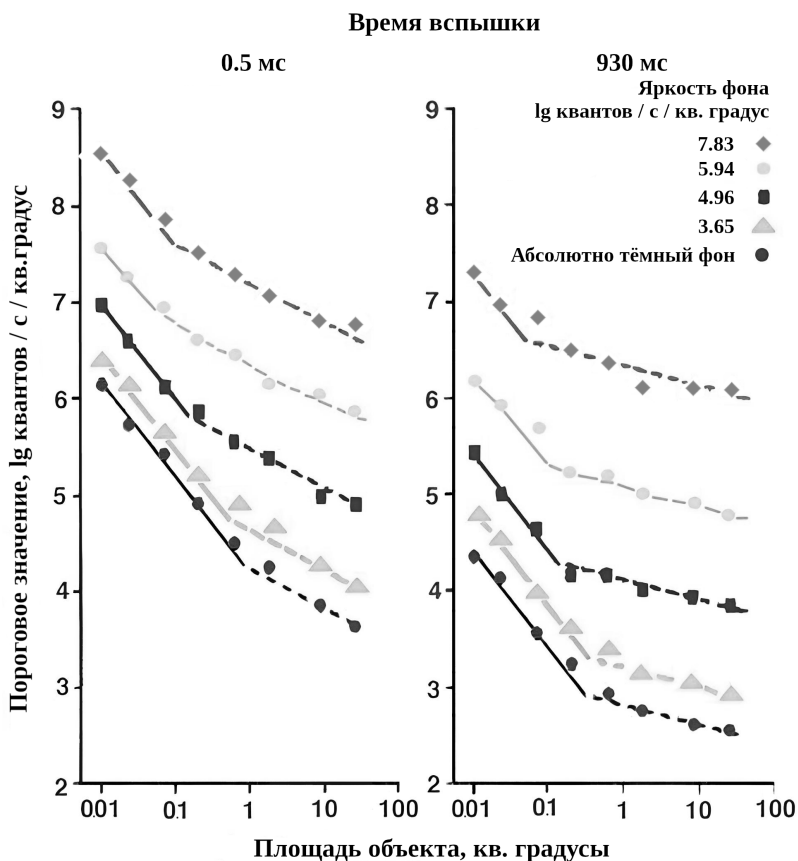 Время вспышки
0.5 мс
930 мс
Яркость фона
lg квантов / с / кв. градус
7.83
5.94
4.96
3.65
Абсолютно тёмный фон
Пороговое значение, lg квантов / с / кв.градус
9
8
7
6
5
4
3
2
0.01 0.1 1 10 100
9
8
7
6
5
4
3
2
0.01 0.1 1 10 100
Площадь объекта, кв. градусы